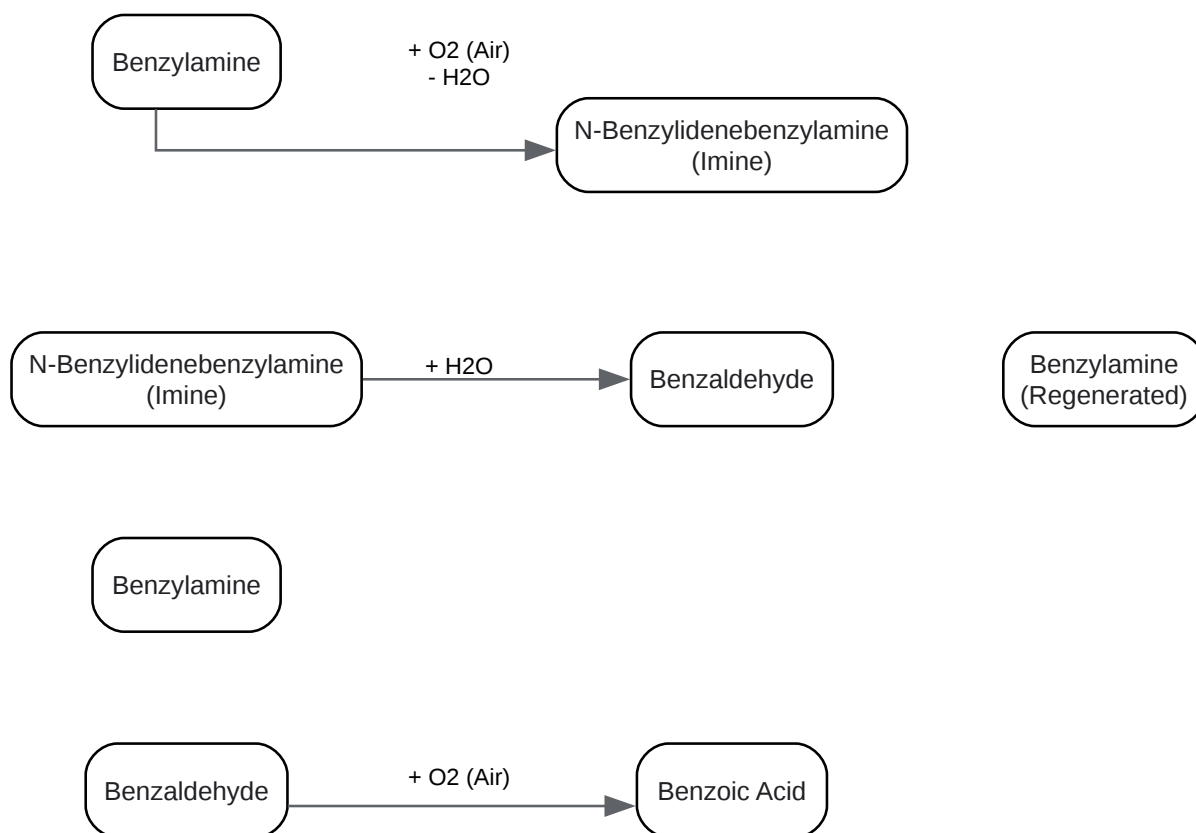 Benzylamine
+ O2 (Air)
- H2O
N-Benzylidenebenzylamine
(Imine)
N-Benzylidenebenzylamine
(Imine)
+ H2O
Benzaldehyde
Benzylamine
(Regenerated)
Benzylamine
Benzaldehyde
+ O2 (Air)
Benzoic Acid